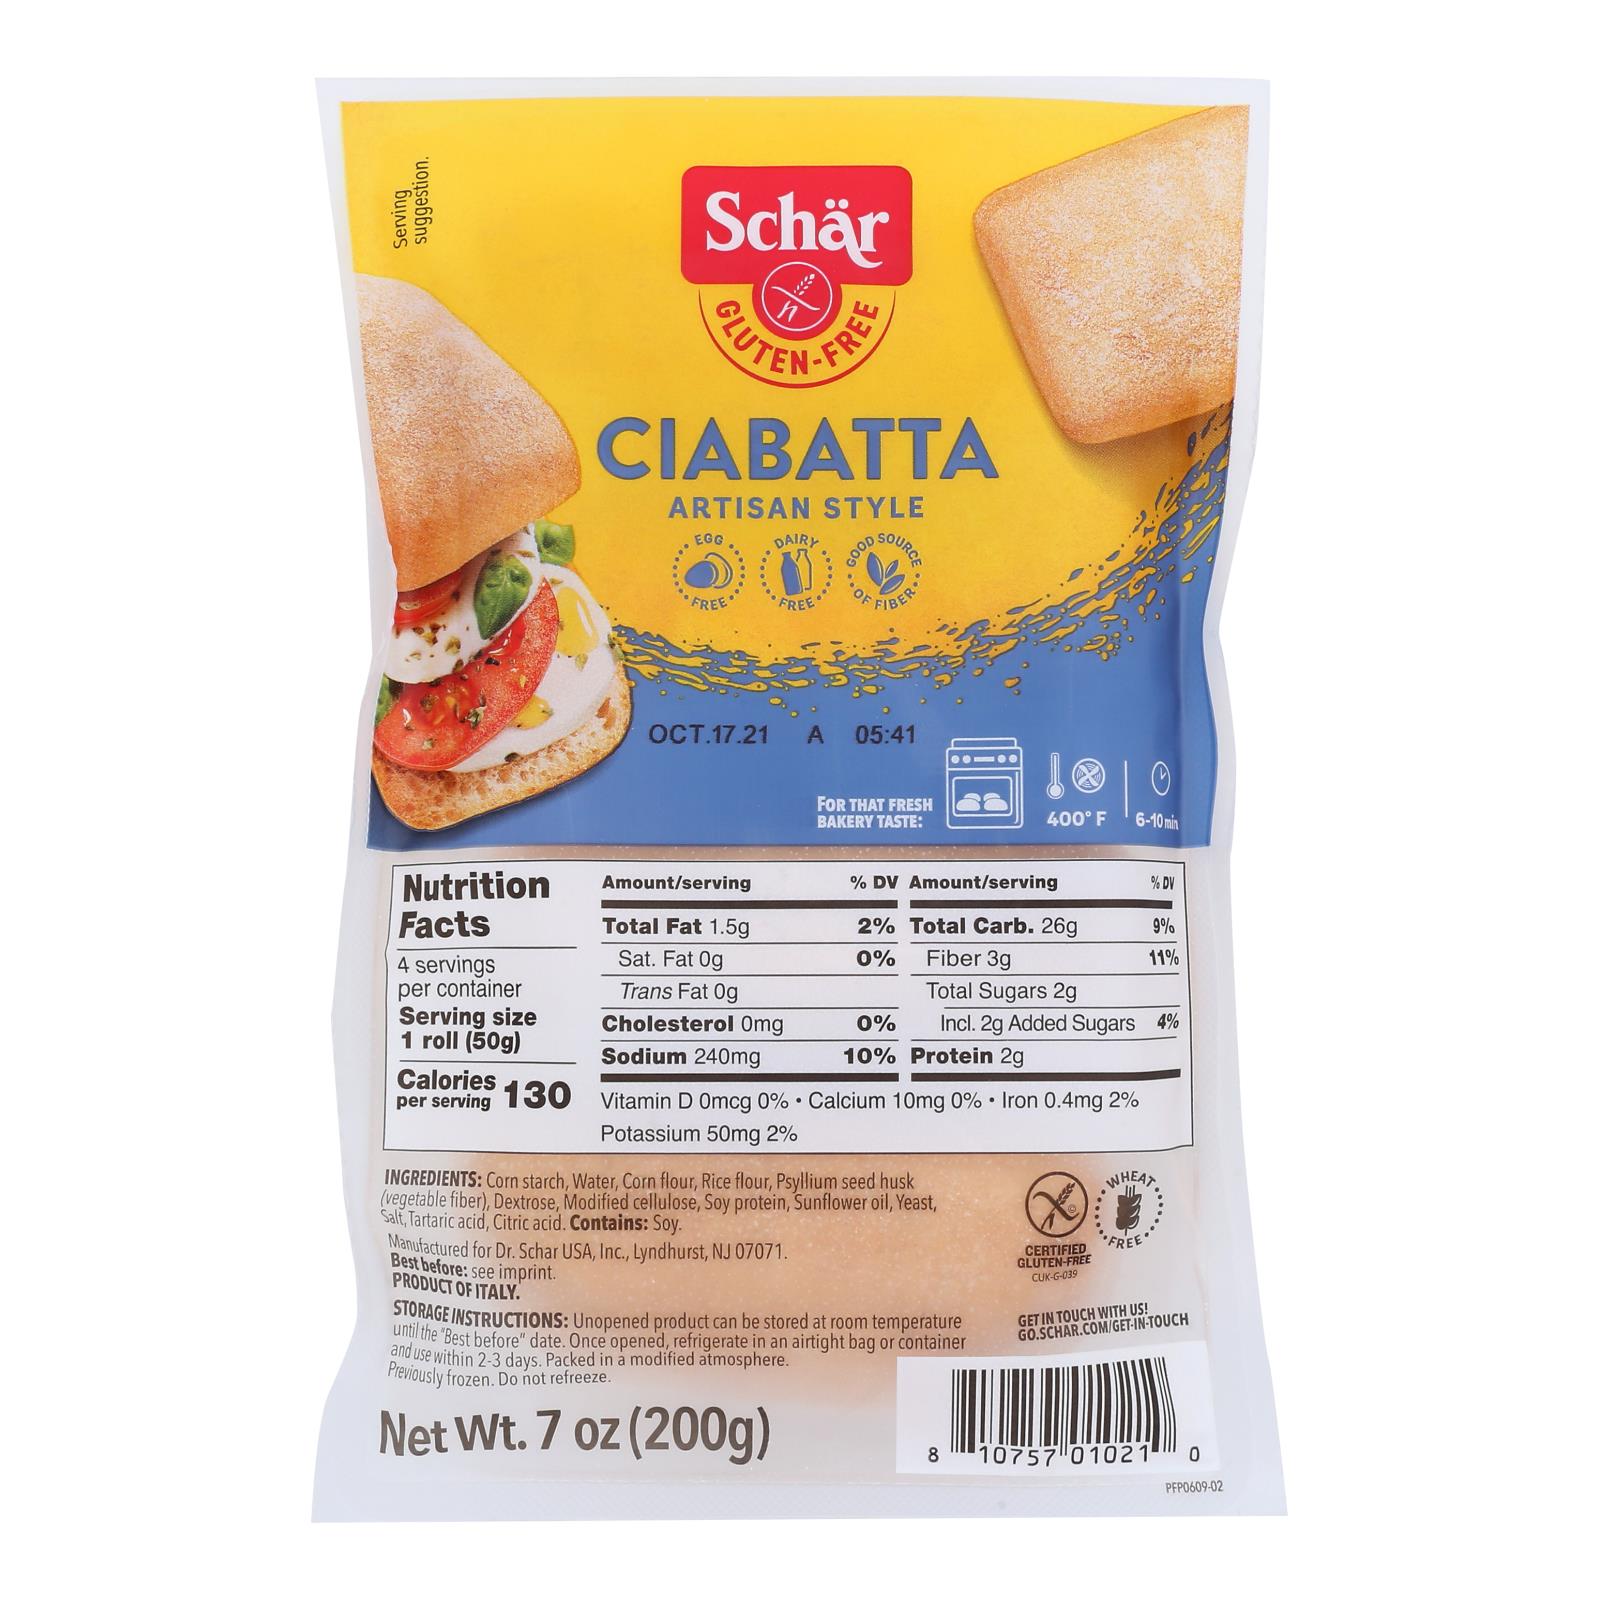 Serving
suggestion.
Schär
GLUTEN-FREE
CIABATTA
ARTISAN STYLE
EGG FREE
DAIRY FREE
GOOD SOURCE OF FIBER
OCT.17.21 A 05:41
FOR THAT FRESH
BAKERY TASTE:
400° F
6-10 min
Nutrition
Facts
4 servings
per container
Serving size
1 roll (50g)
Calories
per serving 130
Amount/serving % DV
Total Fat 1.5g 2%
Sat. Fat 0g 0%
Trans Fat 0g
Cholesterol 0mg 0%
Sodium 240mg 10%
Amount/serving % DV
Total Carb. 26g 9%
Fiber 3g 11%
Total Sugars 2g
Incl. 2g Added Sugars 4%
Protein 2g
Vitamin D 0mcg 0% • Calcium 10mg 0% • Iron 0.4mg 2%
Potassium 50mg 2%
INGREDIENTS: Corn starch, Water, Corn flour, Rice flour, Psyllium seed husk
(vegetable fiber), Dextrose, Modified cellulose, Soy protein, Sunflower oil, Yeast,
Salt, Tartaric acid, Citric acid. Contains: Soy.
Manufactured for Dr. Schar USA, Inc., Lyndhurst, NJ 07071.
Best before: see imprint.
PRODUCT OF ITALY.
STORAGE INSTRUCTIONS: Unopened product can be stored at room temperature
until the "Best before" date. Once opened, refrigerate in an airtight bag or container
and use within 2-3 days. Packed in a modified atmosphere.
Previously frozen. Do not refreeze.
CERTIFIED
GLUTEN-FREE
CUK-G-039
WHEAT FREE
GET IN TOUCH WITH US!
GO.SCHAR.COM/GET-IN-TOUCH
Net Wt. 7 oz (200g)
8 10757 01021 0
PFP0609-02